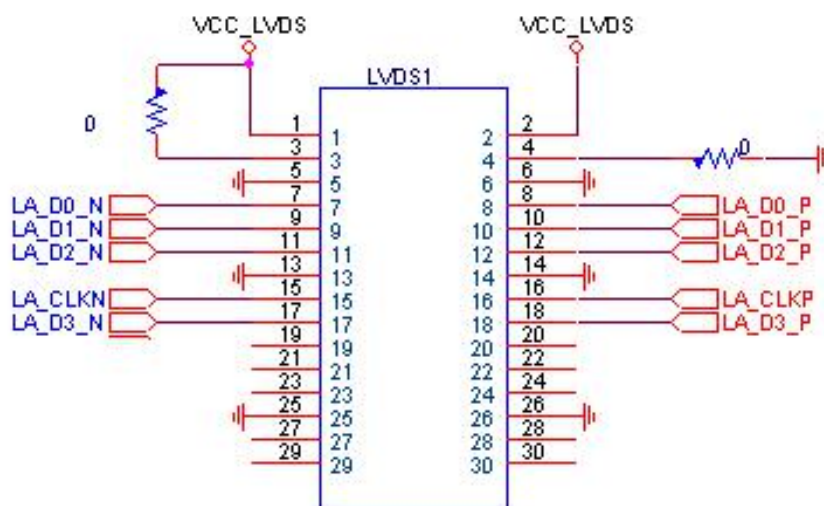 VCC_LVDS VCC_LVDS
LVDS1
0 1 1 2 2
3 3 4 4 0
5 5 6 6
LA_D0_N 7 7 8 8 LA_D0_P
LA_D1_N 9 9 10 10 LA_D1_P
LA_D2_N 11 11 12 12 LA_D2_P
13 13 14 14
LA_CLKN 15 15 16 16 LA_CLKP
LA_D3_N 17 17 18 18 LA_D3_P
19 19 20 20
21 21 22 22
23 23 24 24
25 25 26 26
27 27 28 28
29 29 30 30